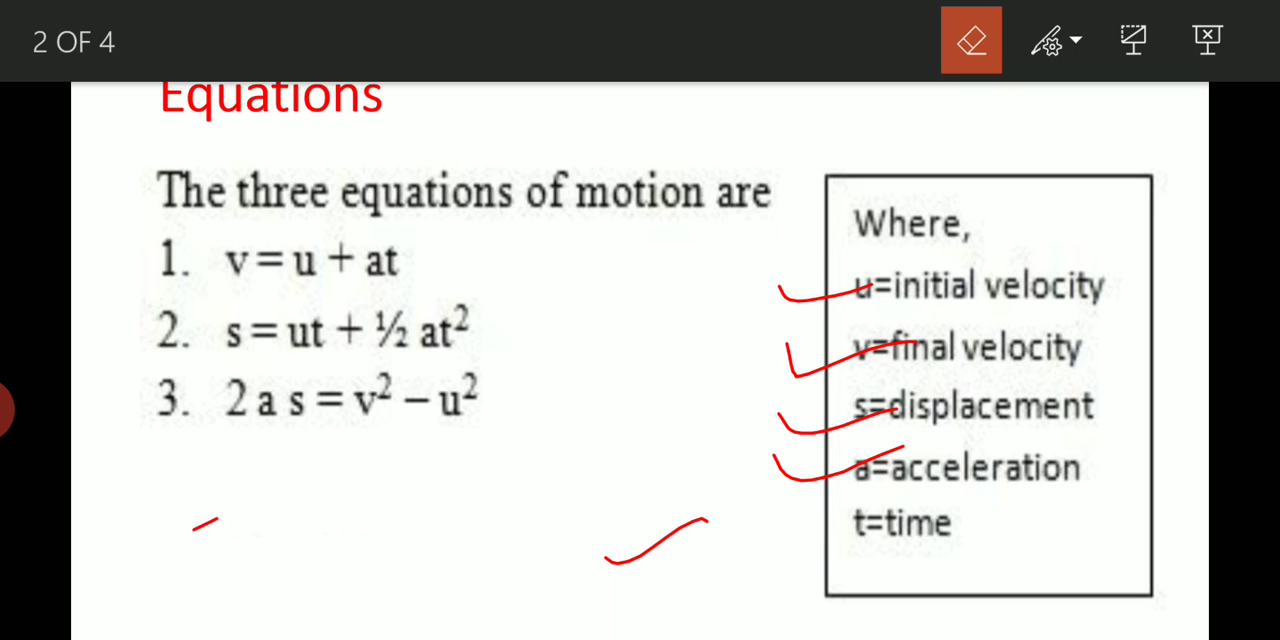 2 OF 4
Equations
The three equations of motion are
1. v = u + at
2. s = ut + ½ at²
3. 2 a s = v² – u²
Where,
u=initial velocity
v=final velocity
s=displacement
a=acceleration
t=time